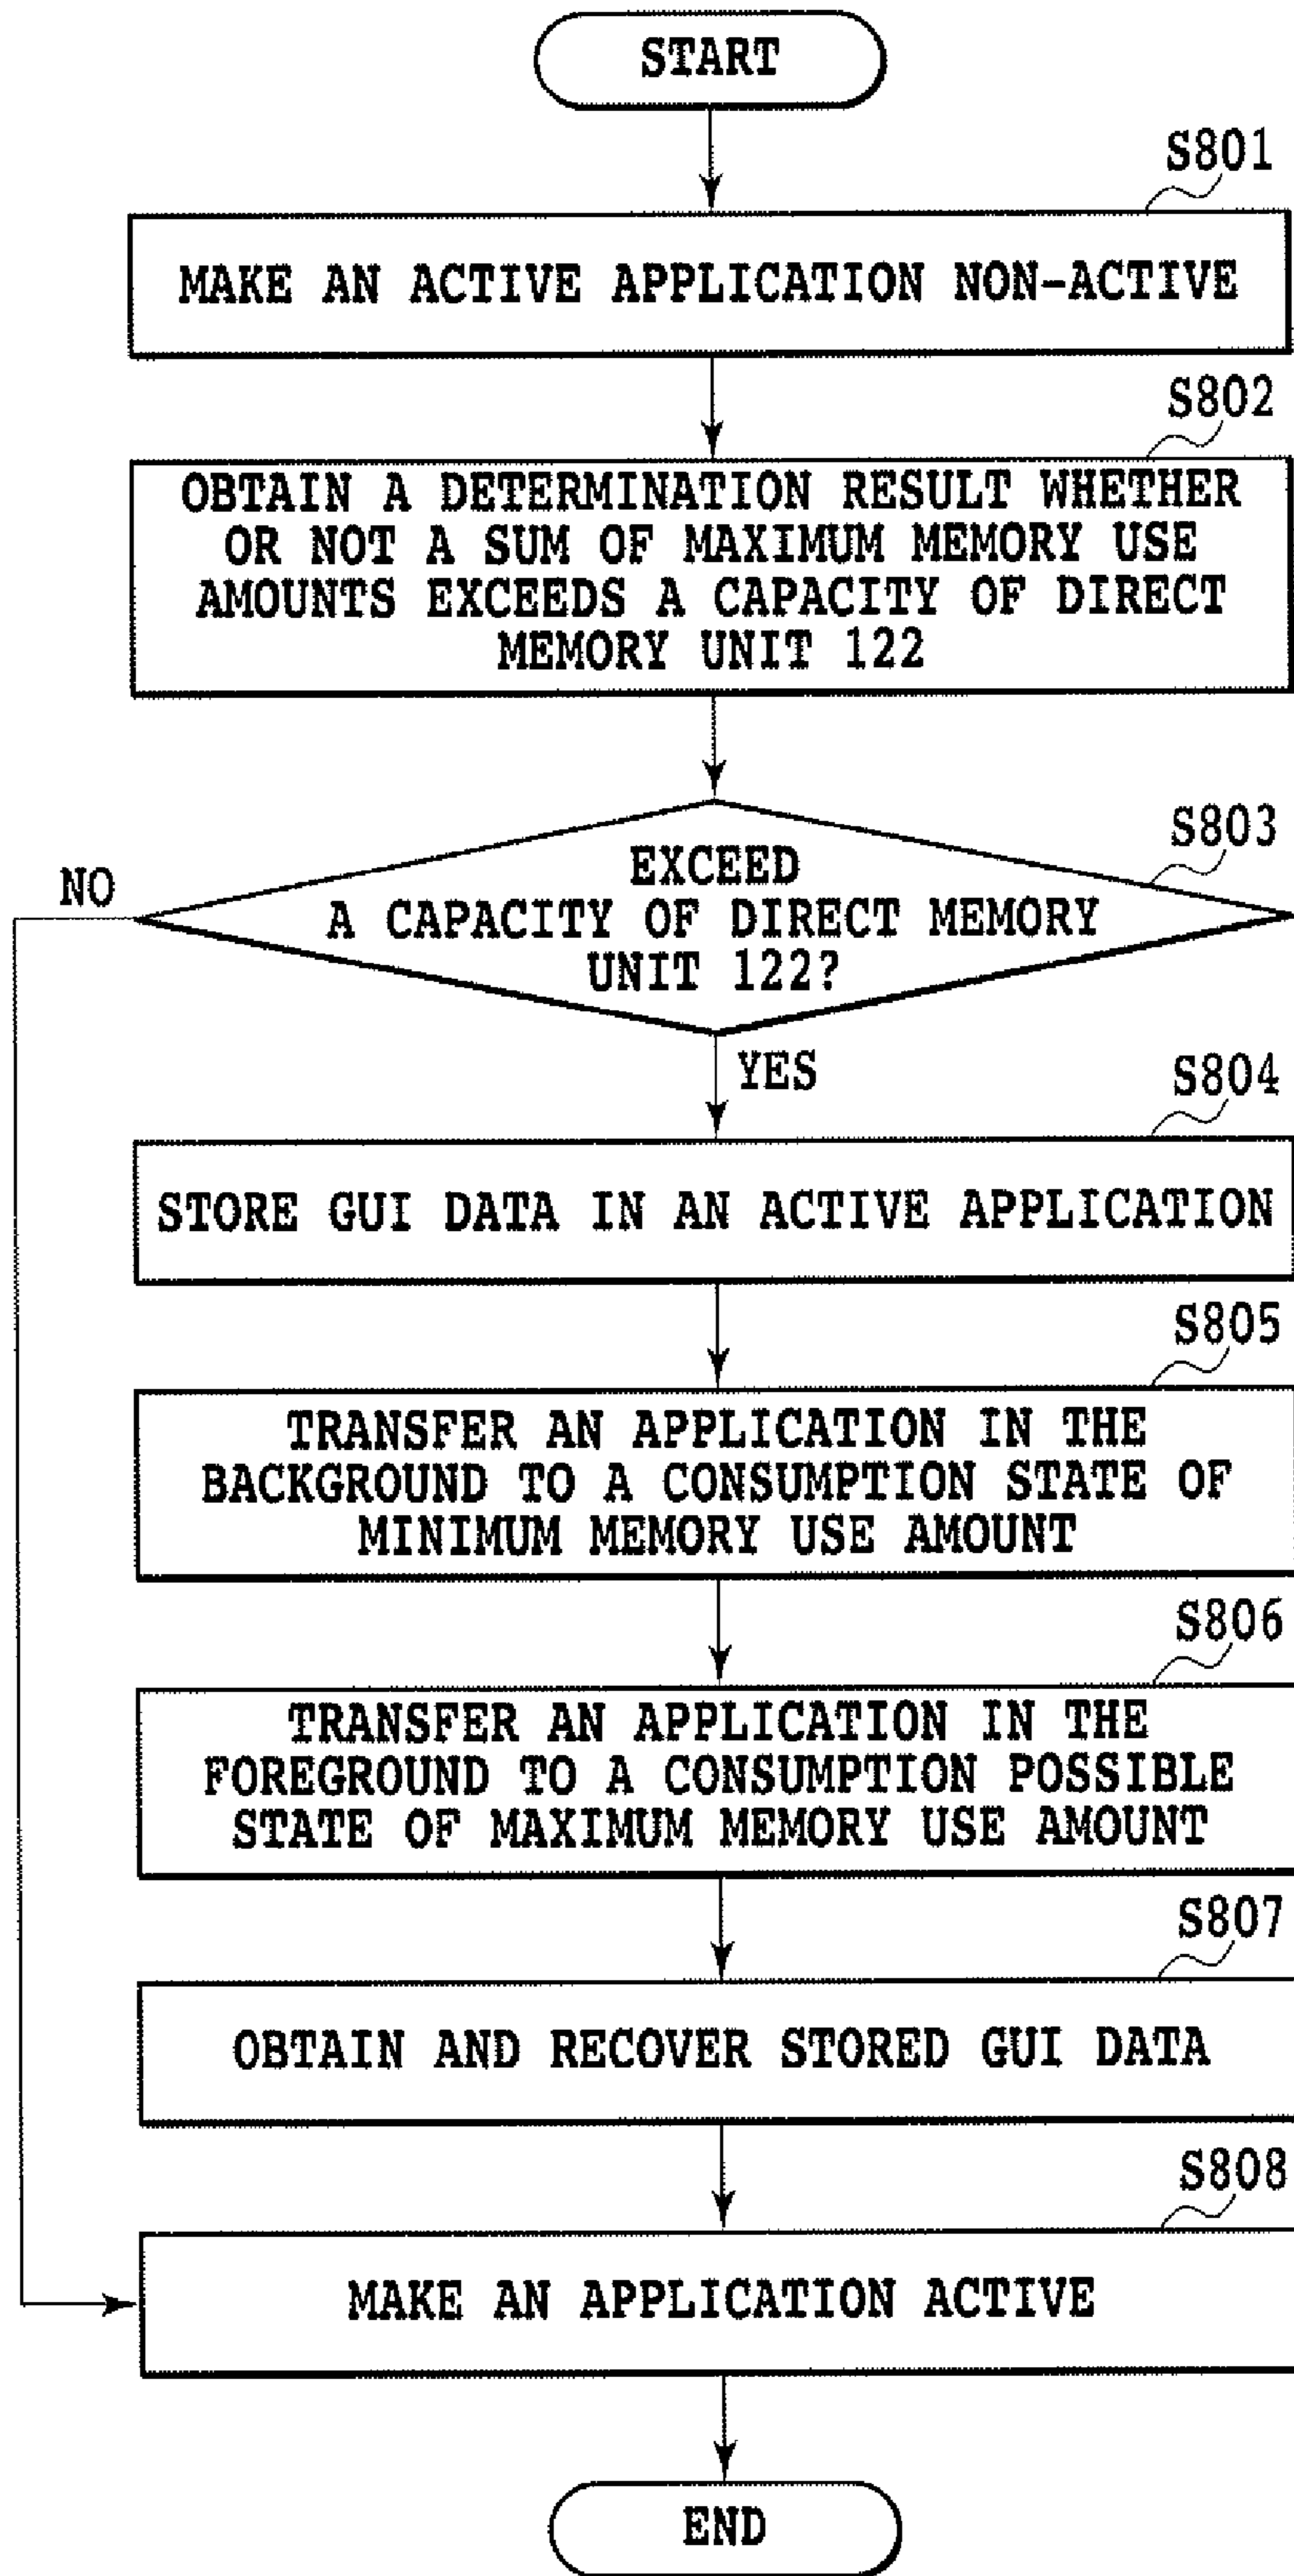 START
S801
MAKE AN ACTIVE APPLICATION NON-ACTIVE
S802
OBTAIN A DETERMINATION RESULT WHETHER
OR NOT A SUM OF MAXIMUM MEMORY USE
AMOUNTS EXCEEDS A CAPACITY OF DIRECT
MEMORY UNIT 122
S803
EXCEED
A CAPACITY OF DIRECT MEMORY
UNIT 122?
NO
YES
S804
STORE GUI DATA IN AN ACTIVE APPLICATION
S805
TRANSFER AN APPLICATION IN THE
BACKGROUND TO A CONSUMPTION STATE OF
MINIMUM MEMORY USE AMOUNT
S806
TRANSFER AN APPLICATION IN THE
FOREGROUND TO A CONSUMPTION POSSIBLE
STATE OF MAXIMUM MEMORY USE AMOUNT
S807
OBTAIN AND RECOVER STORED GUI DATA
S808
MAKE AN APPLICATION ACTIVE
END